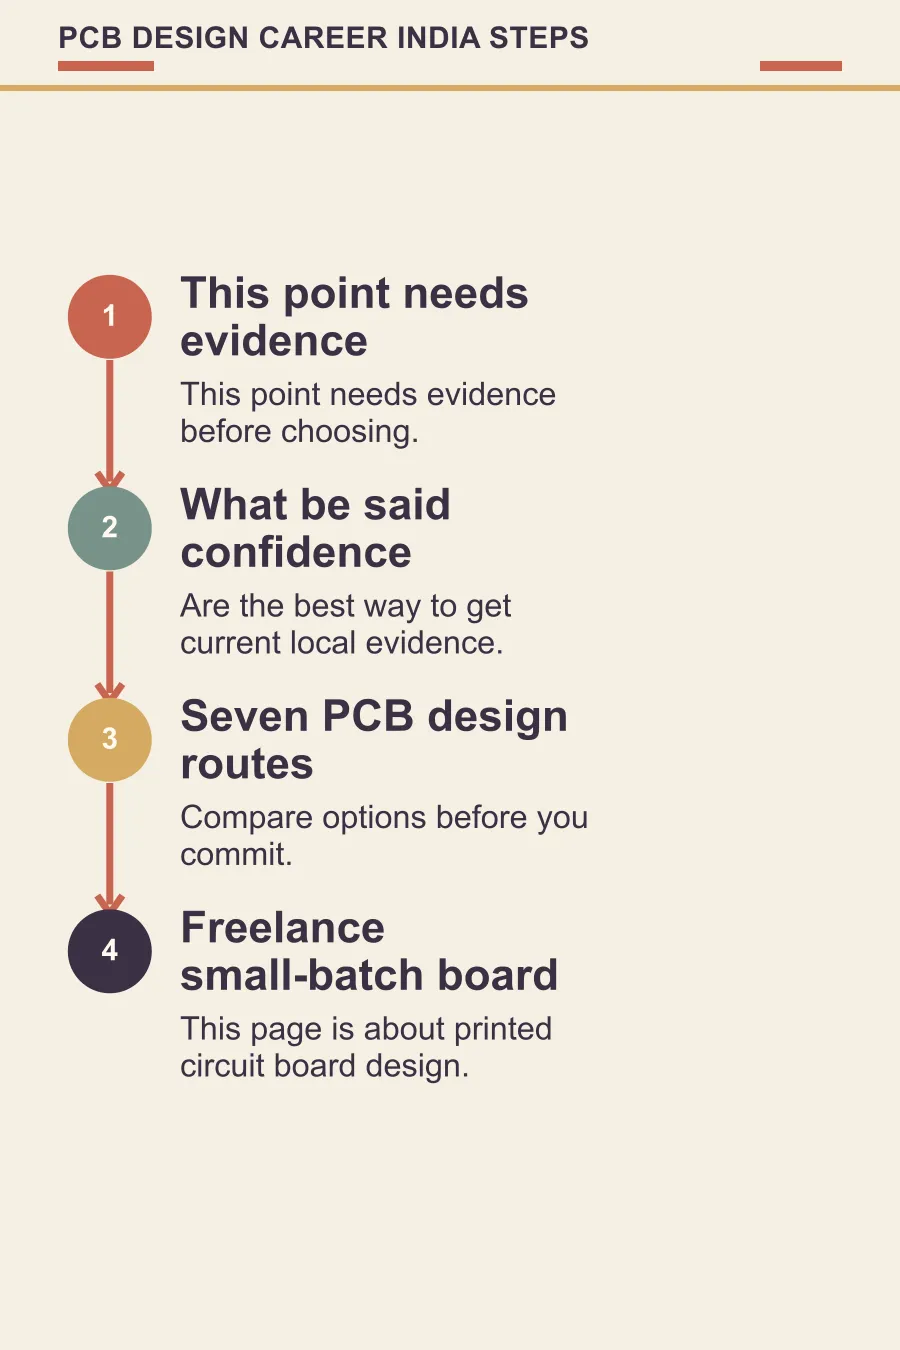 PCB DESIGN CAREER INDIA STEPS
1
This point needs
evidence
This point needs evidence
before choosing.
2
What be said
confidence
Are the best way to get
current local evidence.
3
Seven PCB design
routes
Compare options before you
commit.
4
Freelance
small-batch board
This page is about printed
circuit board design.